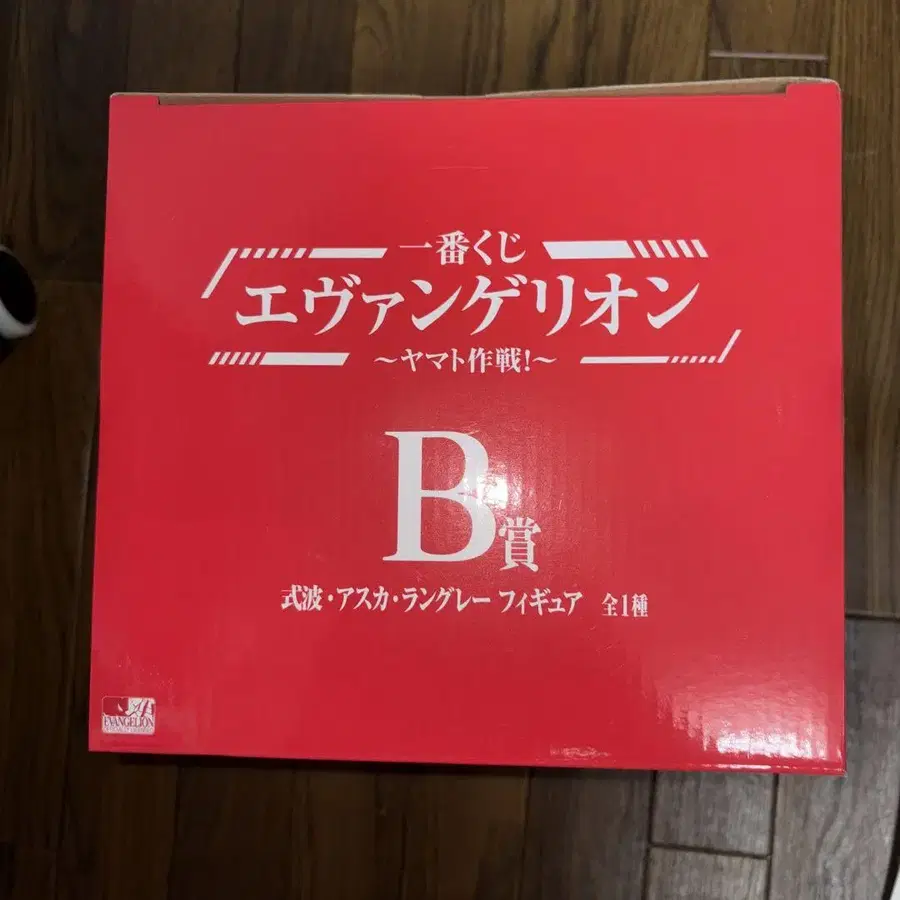 一番くじ
エヴァンゲリオン
～ヤマト作戦!～
B賞
式波・アスカ・ラングレー フィギュア 全1種
EVANGELION